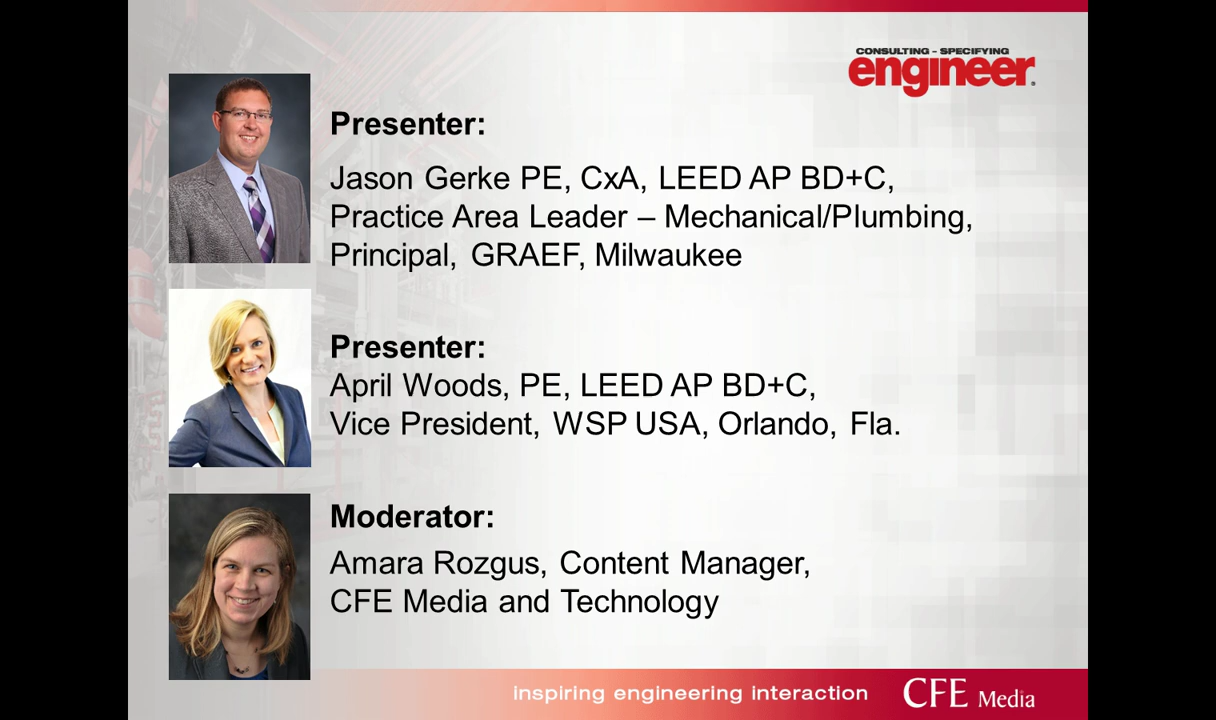 CONSULTING - SPECIFYING
engineer®
Presenter:
Jason Gerke PE, CxA, LEED AP BD+C,
Practice Area Leader – Mechanical/Plumbing,
Principal, GRAEF, Milwaukee
Presenter:
April Woods, PE, LEED AP BD+C,
Vice President, WSP USA, Orlando, Fla.
Moderator:
Amara Rozgus, Content Manager,
CFE Media and Technology
inspiring engineering interaction
CFE Media